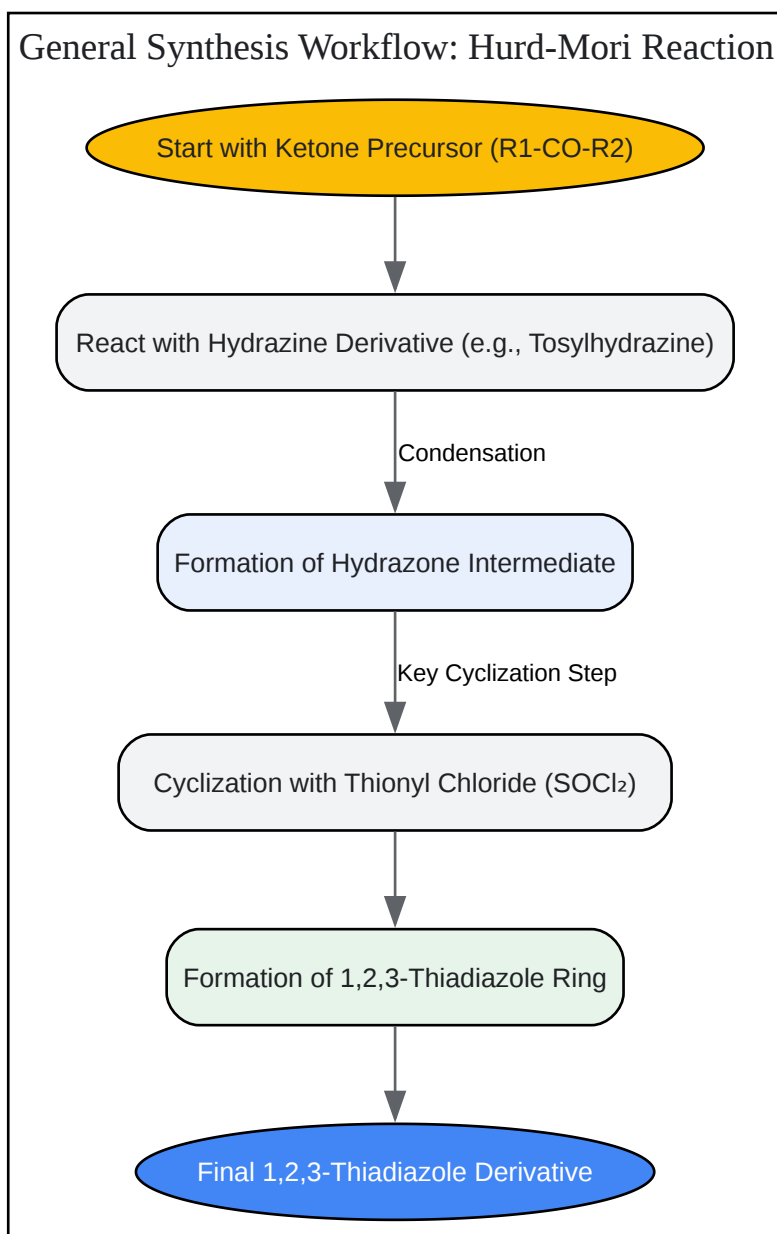 General Synthesis Workflow: Hurd-Mori Reaction
Start with Ketone Precursor (R1-CO-R2)
React with Hydrazine Derivative (e.g., Tosylhydrazine)
Condensation
Formation of Hydrazone Intermediate
Key Cyclization Step
Cyclization with Thionyl Chloride (SOCl₂)
Formation of 1,2,3-Thiadiazole Ring
Final 1,2,3-Thiadiazole Derivative